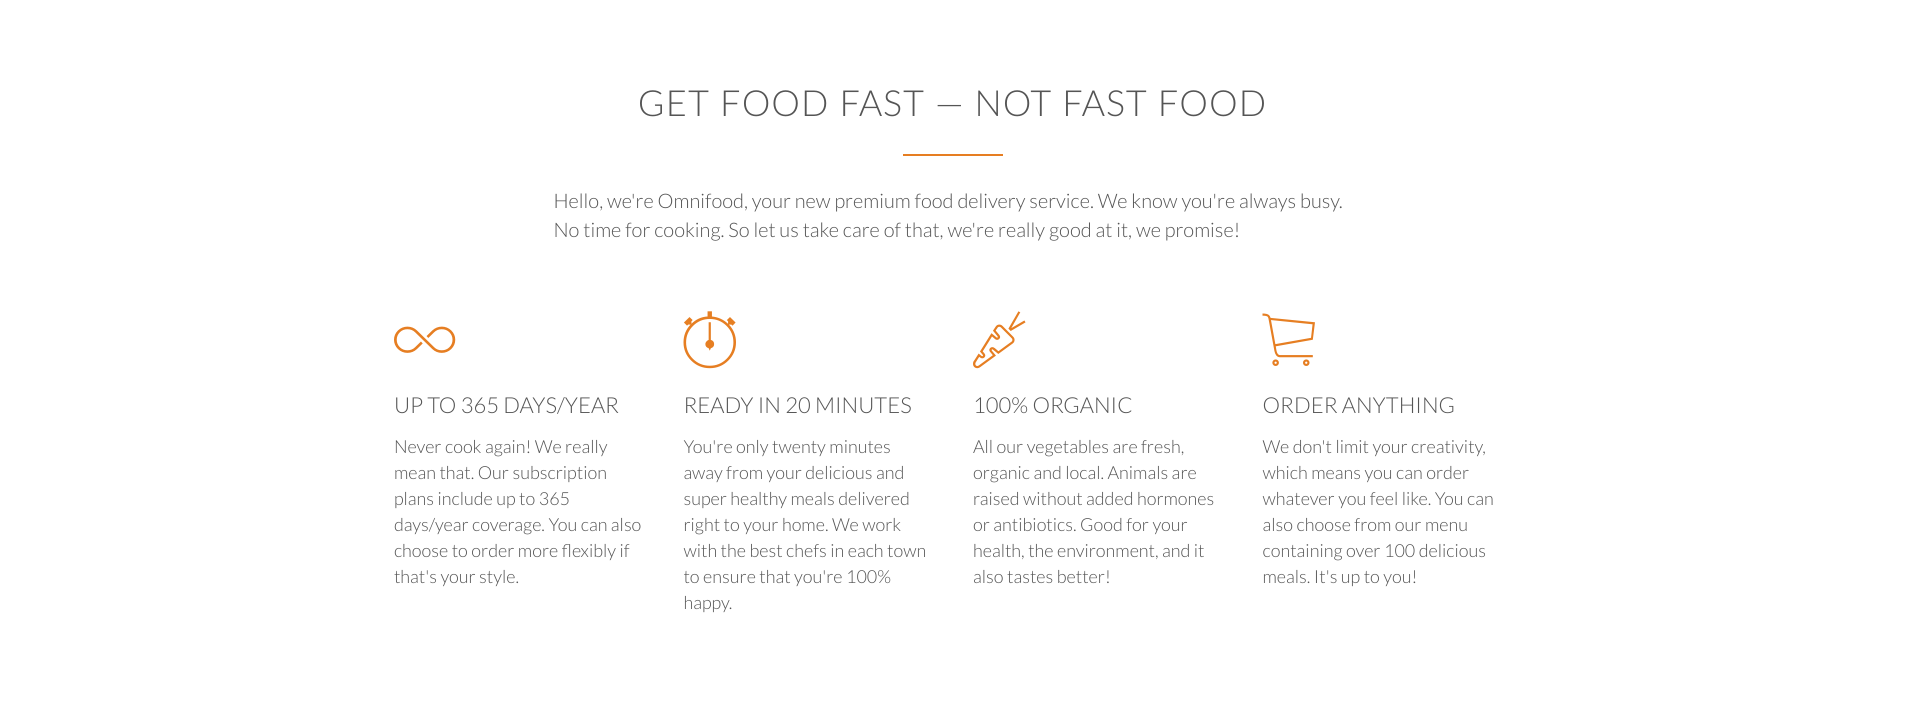 GET FOOD FAST — NOT FAST FOOD
Hello, we're Omnifood, your new premium food delivery service. We know you're always busy.
No time for cooking. So let us take care of that, we're really good at it, we promise!
UP TO 365 DAYS/YEAR
Never cook again! We really
mean that. Our subscription
plans include up to 365
days/year coverage. You can also
choose to order more flexibly if
that's your style.
READY IN 20 MINUTES
You're only twenty minutes
away from your delicious and
super healthy meals delivered
right to your home. We work
with the best chefs in each town
to ensure that you're 100%
happy.
100% ORGANIC
All our vegetables are fresh,
organic and local. Animals are
raised without added hormones
or antibiotics. Good for your
health, the environment, and it
also tastes better!
ORDER ANYTHING
We don't limit your creativity,
which means you can order
whatever you feel like. You can
also choose from our menu
containing over 100 delicious
meals. It's up to you!